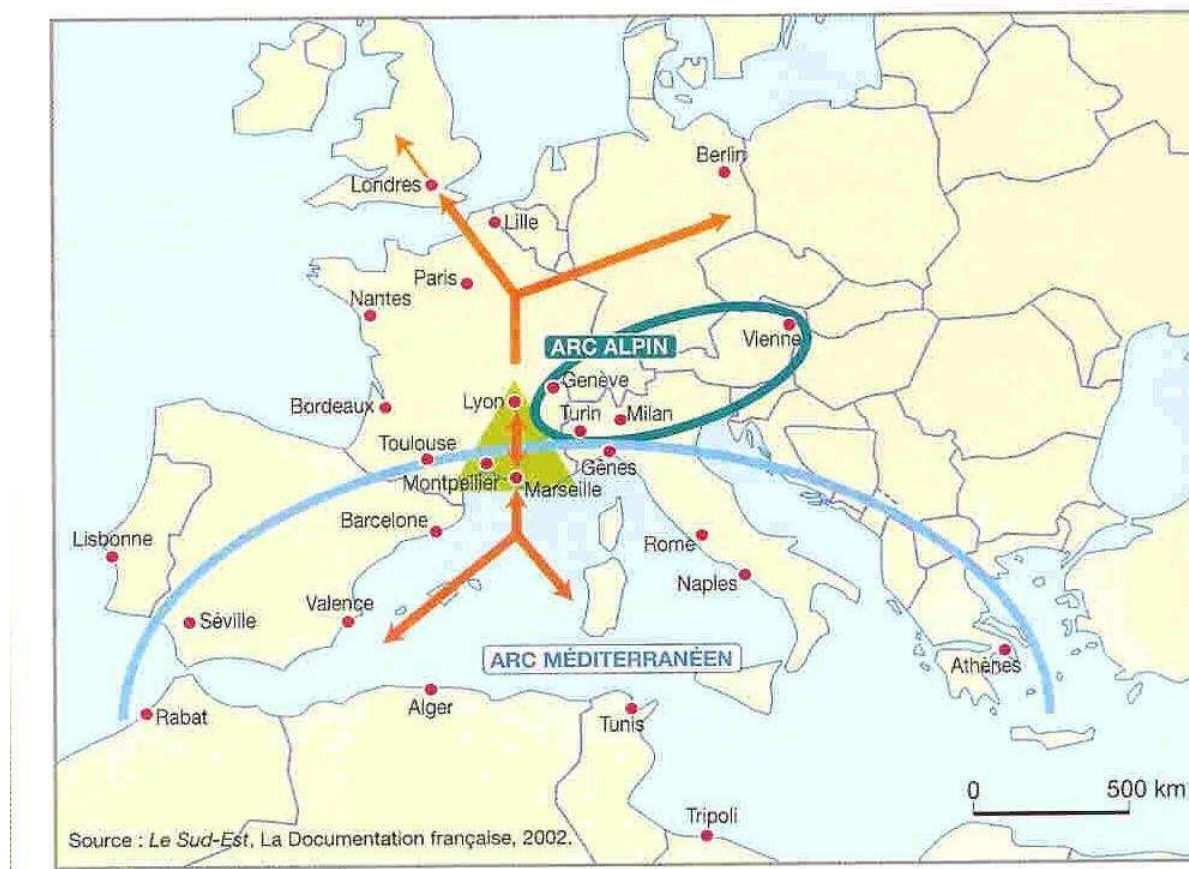 Berlin
Londres
Lille
Paris
Nantes
Vienne
ARC ALPIN
Genève
Lyon
Bordeaux
Turin
Milan
Toulouse
Gênes
Montpellier
Marseille
Barcelone
Lisbonne
Rome
Naples
Valence
Séville
ARC MÉDITERRANÉEN
Athènes
Rabat
Alger
Tunis
0 500 km
Tripoli
Source : Le Sud-Est, La Documentation française, 2002.